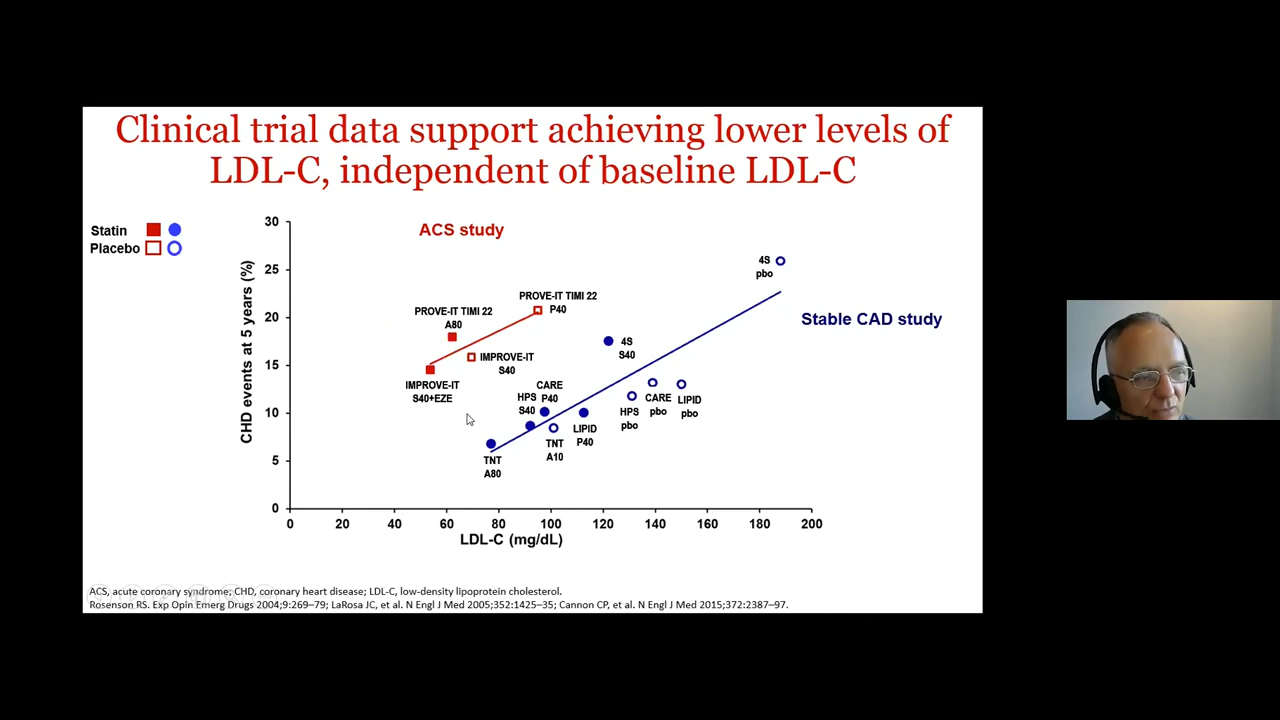 Clinical trial data support achieving lower levels of
LDL-C, independent of baseline LDL-C
Statin
Placebo
ACS study
Stable CAD study
CHD events at 5 years (%)
30
25
20
15
10
5
0
PROVE-IT TIMI 22
A80
PROVE-IT TIMI 22
P40
IMPROVE-IT
S40
IMPROVE-IT
S40+EZE
4S
pbo
4S
S40
CARE
P40
HPS
S40
TNT
A80
TNT
A10
LIPID
P40
HPS
pbo
CARE
pbo
LIPID
pbo
0 20 40 60 80 100 120 140 160 180 200
LDL-C (mg/dL)
ACS, acute coronary syndrome; CHD, coronary heart disease; LDL-C, low-density lipoprotein cholesterol.
Rosenson RS. Exp Opin Emerg Drugs 2004;9:269–79; LaRosa JC, et al. N Engl J Med 2005;352:1425–35; Cannon CP, et al. N Engl J Med 2015;372:2387–97.